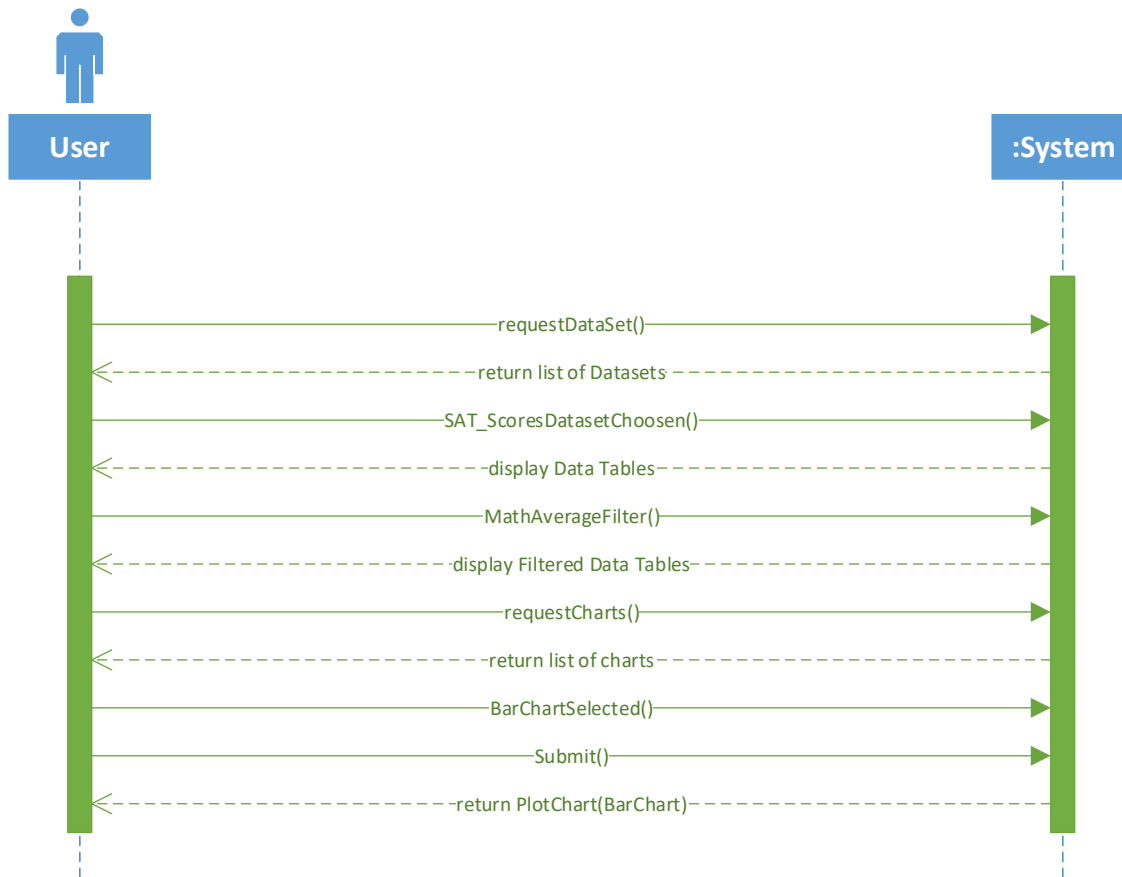 User
:System
requestDataSet()
return list of Datasets
SAT_ScoresDatasetChoosen()
display Data Tables
MathAverageFilter()
display Filtered Data Tables
requestCharts()
return list of charts
BarChartSelected()
Submit()
return PlotChart(BarChart)